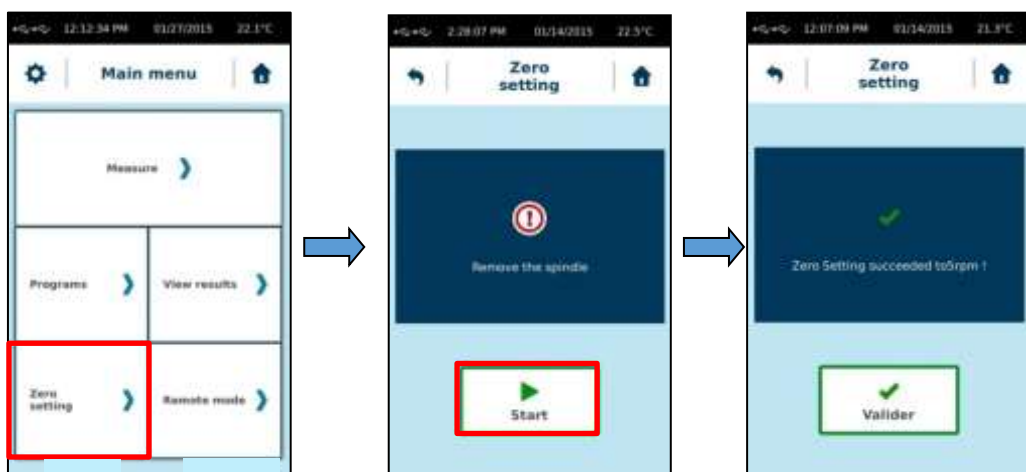 12:12:34 PM 01/27/2015 22.1°C
Main menu
Measure
Programs
View results
Zero
setting
Remote mode
2:28:07 PM 01/14/2015 22.5°C
Zero
setting
Remove the spindle
Start
12:07:09 PM 01/14/2015 21.3°C
Zero
setting
Zero Setting succeeded to5rpm !
Valider